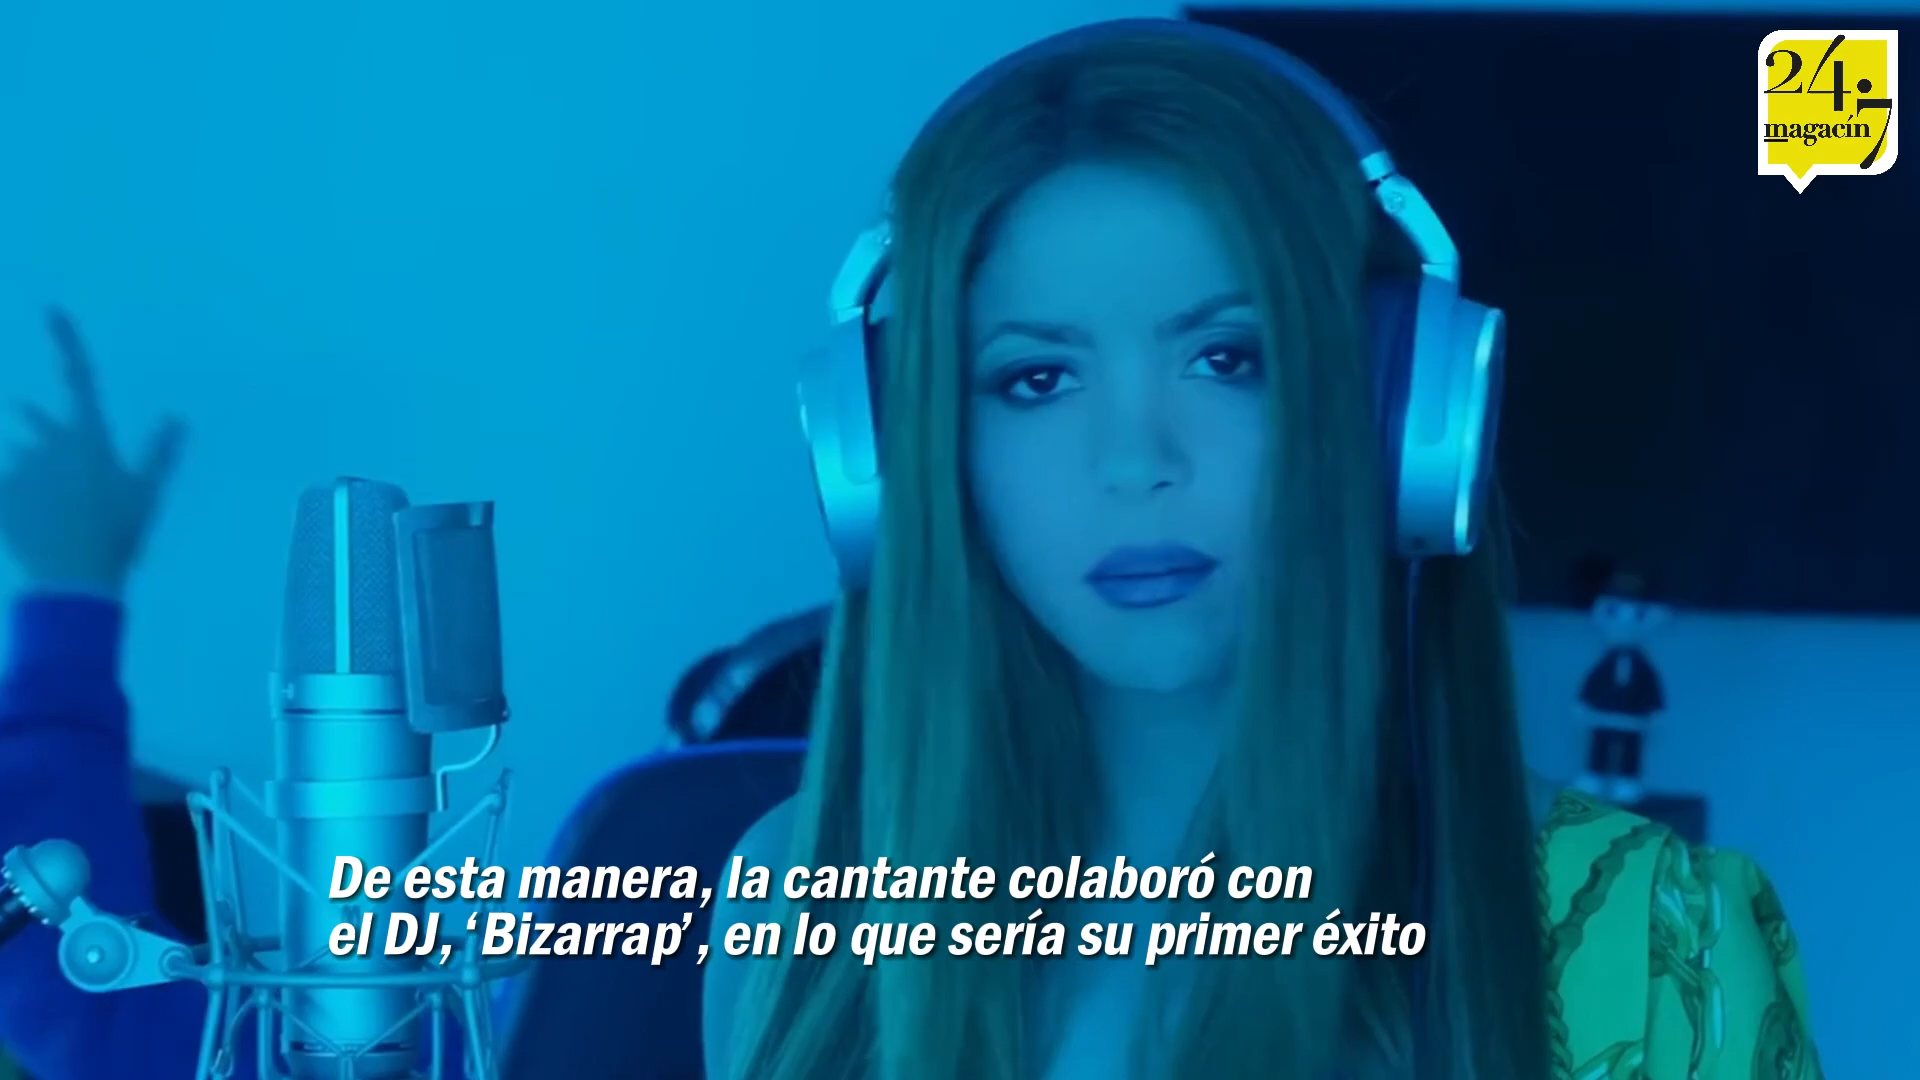 24/7
magacín
De esta manera, la cantante colaboró con
el DJ, ‘Bizarrap’, en lo que sería su primer éxito